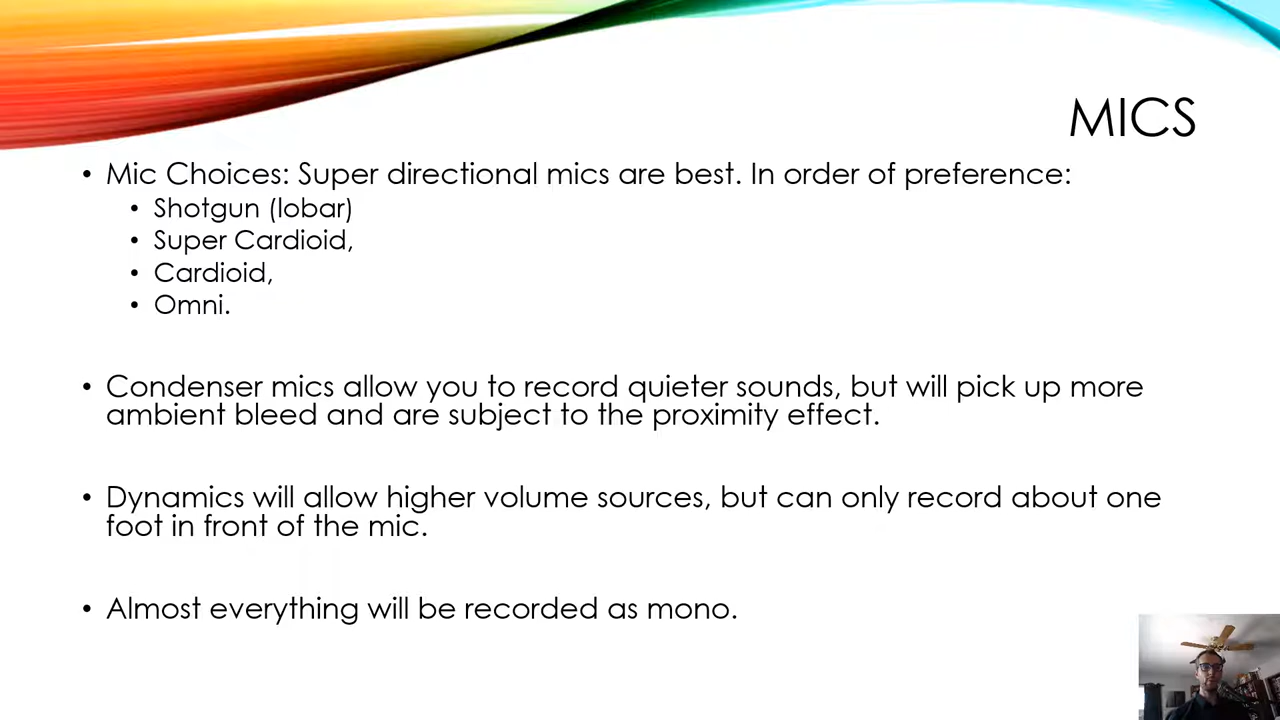 MICS
• Mic Choices: Super directional mics are best. In order of preference:
• Shotgun (lobar)
• Super Cardioid,
• Cardioid,
• Omni.
• Condenser mics allow you to record quieter sounds, but will pick up more
ambient bleed and are subject to the proximity effect.
• Dynamics will allow higher volume sources, but can only record about one
foot in front of the mic.
• Almost everything will be recorded as mono.